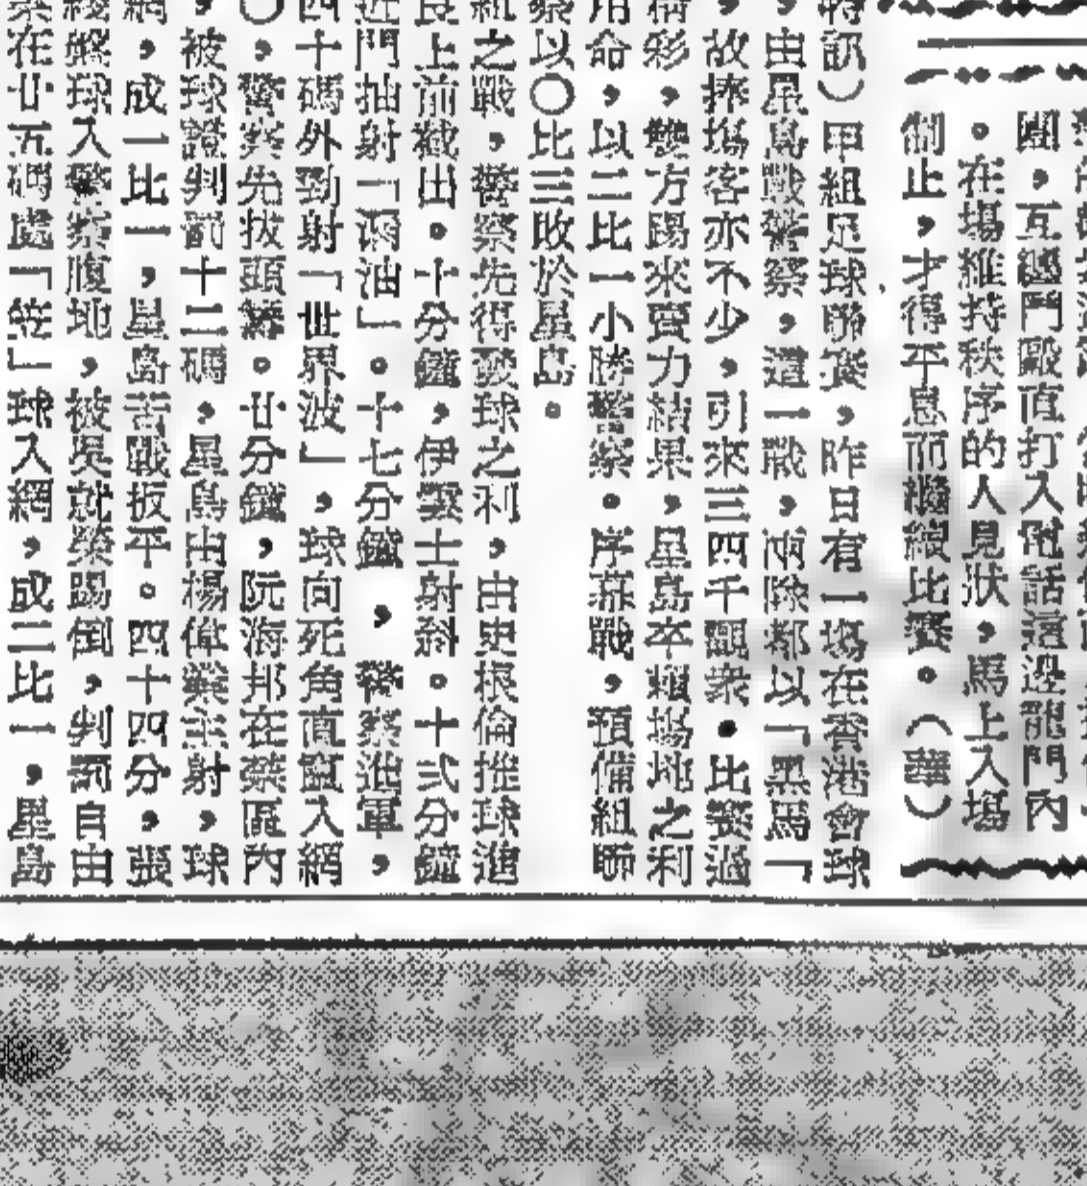 團，互毆鬥毆直打入電話這邊龍門內
。在場維持秩序的人見狀，馬上入場
制止，才得平息而繼續比賽。（華）
特訊）甲組足球聯賽，昨日有一場在香港會球
，由星島戰警察，這一戰，兩隊都以「黑馬「
，故捧場客亦不少，引來三四千觀衆。比賽過
精彩，雙方踢來賣力結果，星島卒賴場地之利
用命，以二比一小勝警察。序幕戰，預備組聯
察以〇比三敗於星島。
組之戰，警察先得發球之利，由史根倫推球進
良上前截出。十分鐘，伊雲士射斜。十弍分鐘
近門抽射「漏油」。十七分鐘，警察進軍，
四十碼外到射「世界波」，球向死角直竄入網
〇，警察先拔頭籌。廿分鐘，阮海邦在禁區內
，被球證判罰十二碼，星島由楊偉業主射，球
網，成一比一，星島苦戰扳平。四十四分，張
綫盤球入警察腹地，被吳就榮踢倒，判罰自由
在廿五碼處「笠」球入網，成二比一，星島